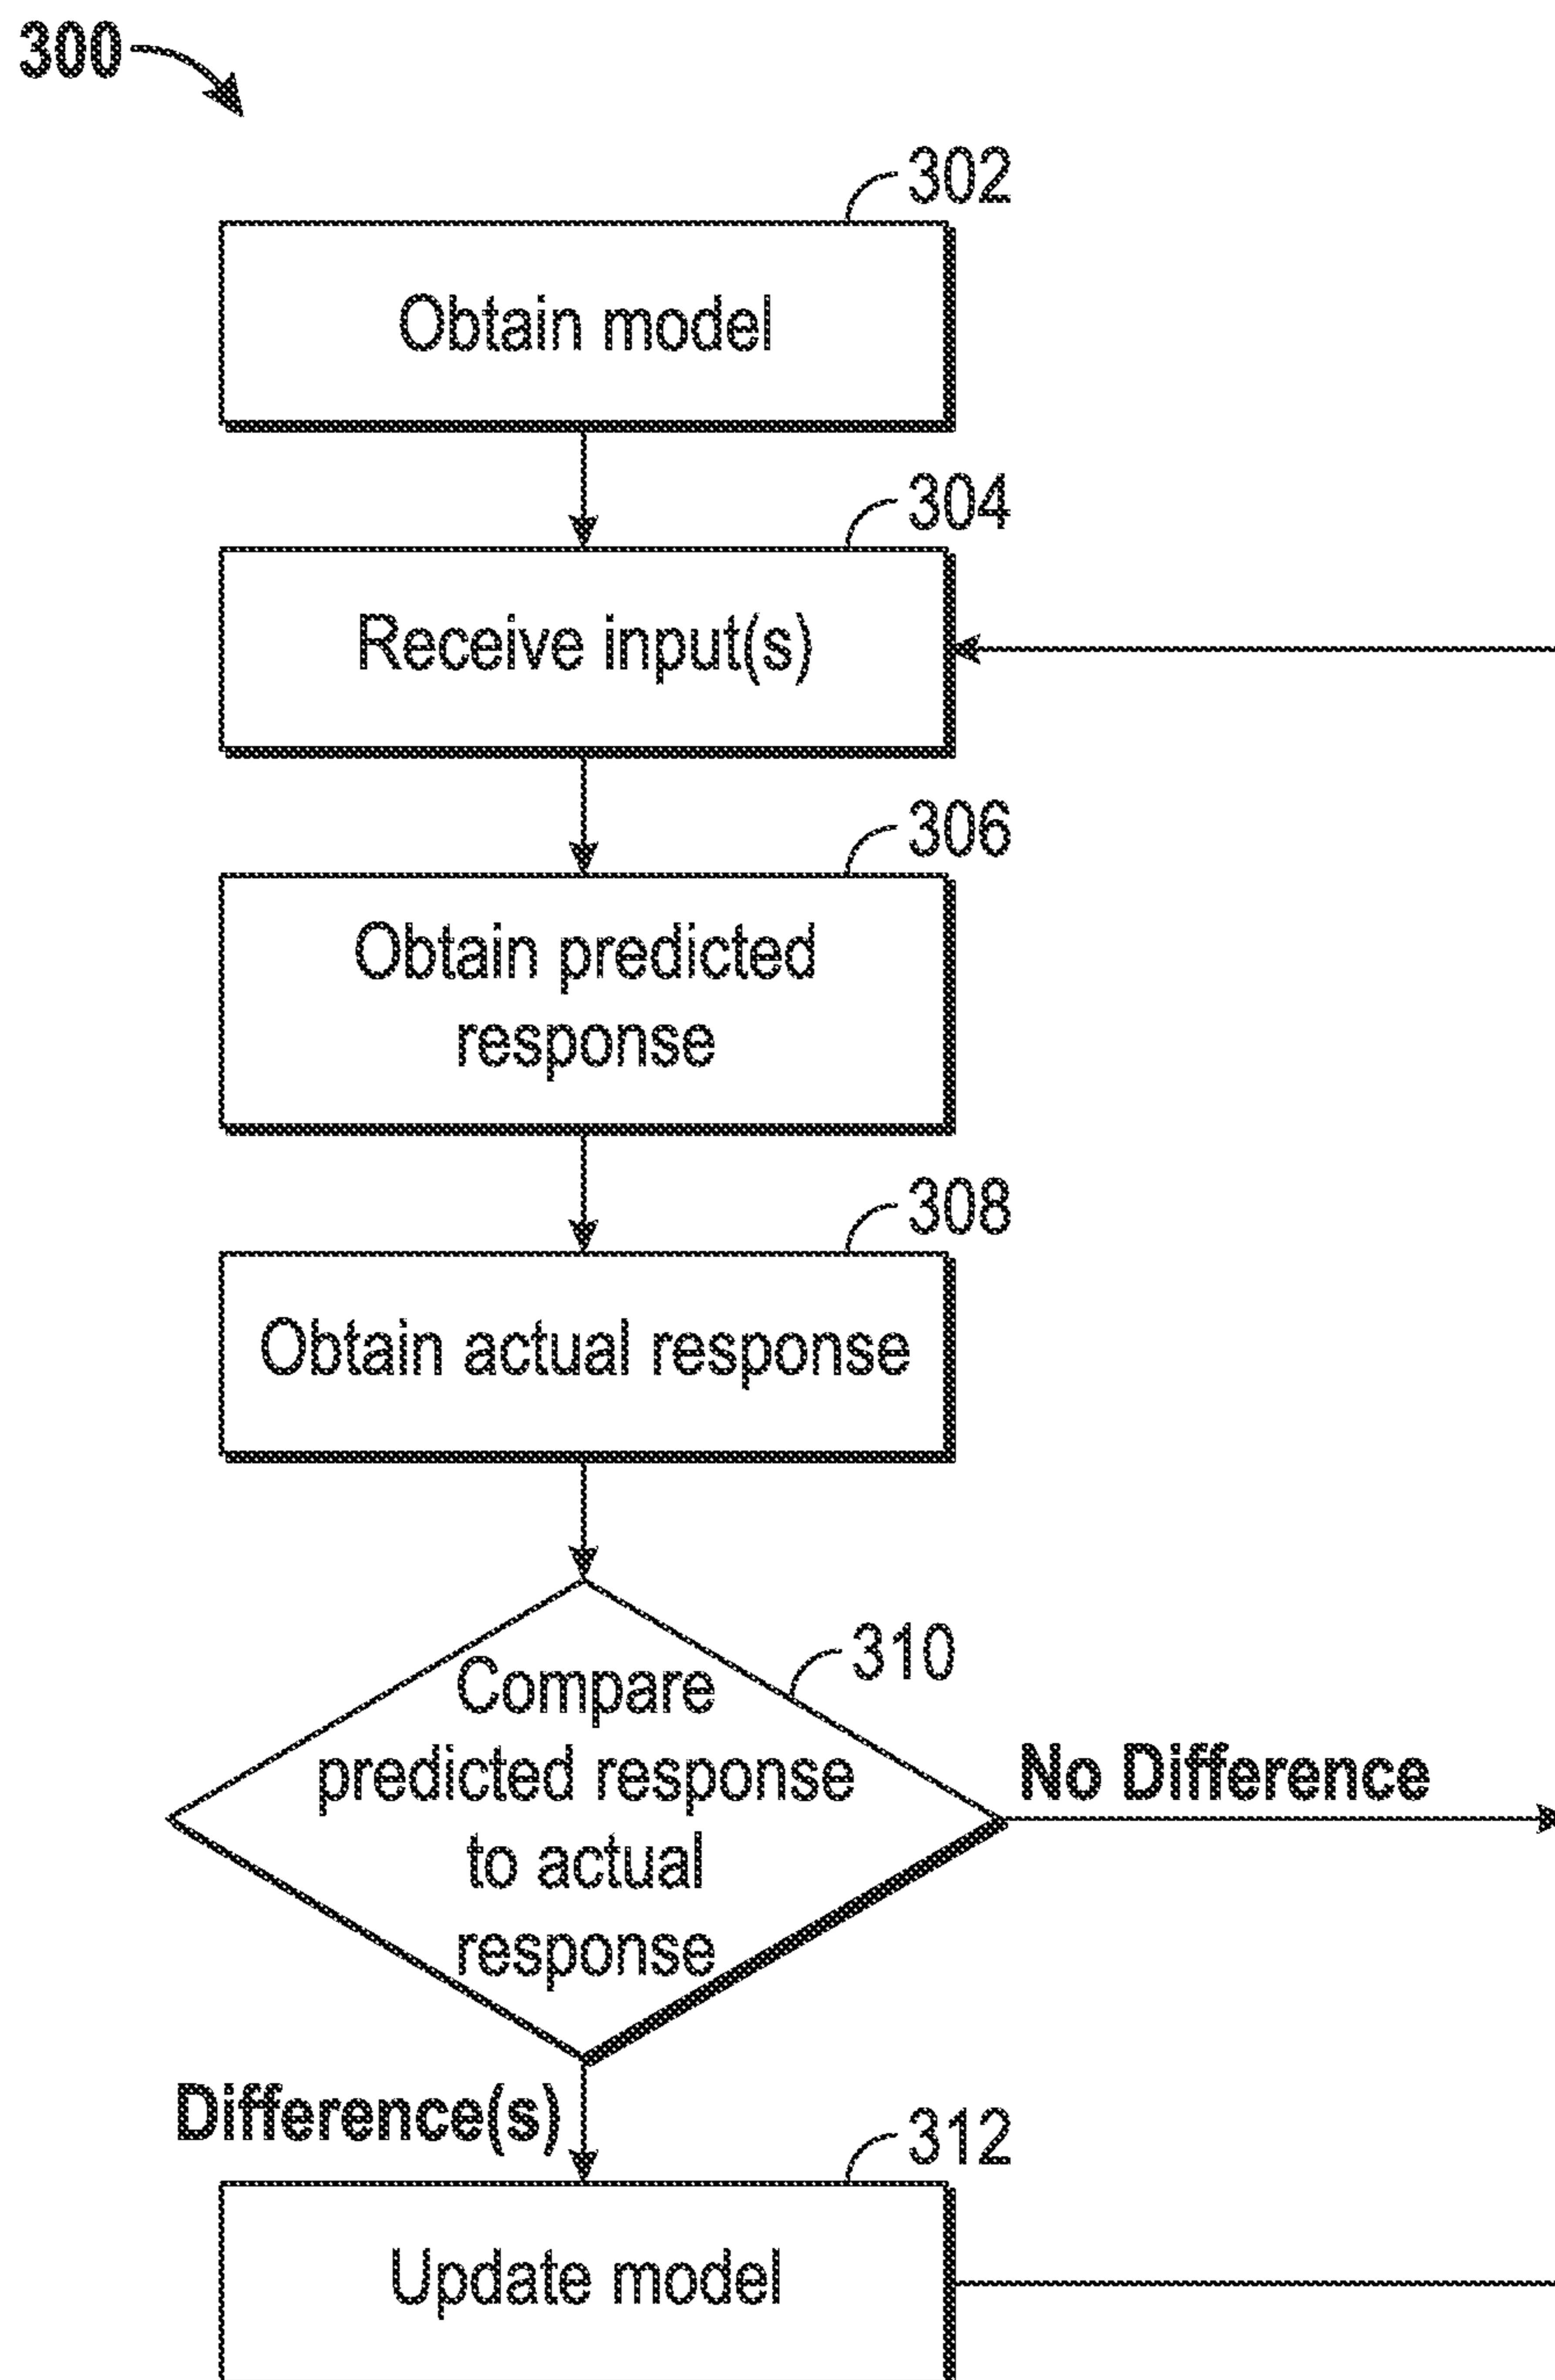 300
302
Obtain model
304
Receive input(s)
306
Obtain predicted
response
308
Obtain actual response
310
Compare
predicted response
to actual
response
No Difference
Difference(s)
312
Update model